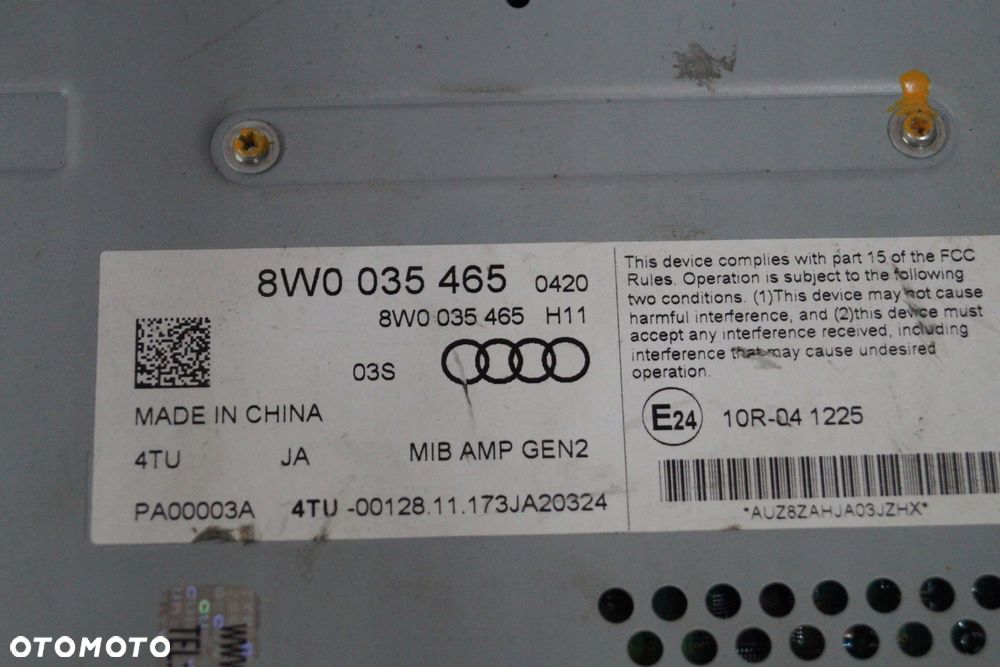 8W0 035 465 0420
8W0 035 465 H11
03S
MADE IN CHINA
4TU JA MIB AMP GEN2
PA00003A 4TU -00128.11.173JA20324
This device complies with part 15 of the FCC
Rules. Operation is subject to the following
two conditions. (1)This device may not cause
harmful interference, and (2)this device must
accept any interference received, including
interference that may cause undesired
operation.
E24 10R-04 1225
*AUZ8ZAHJA03JZHX*
WWW
TEL
OTOMOTO